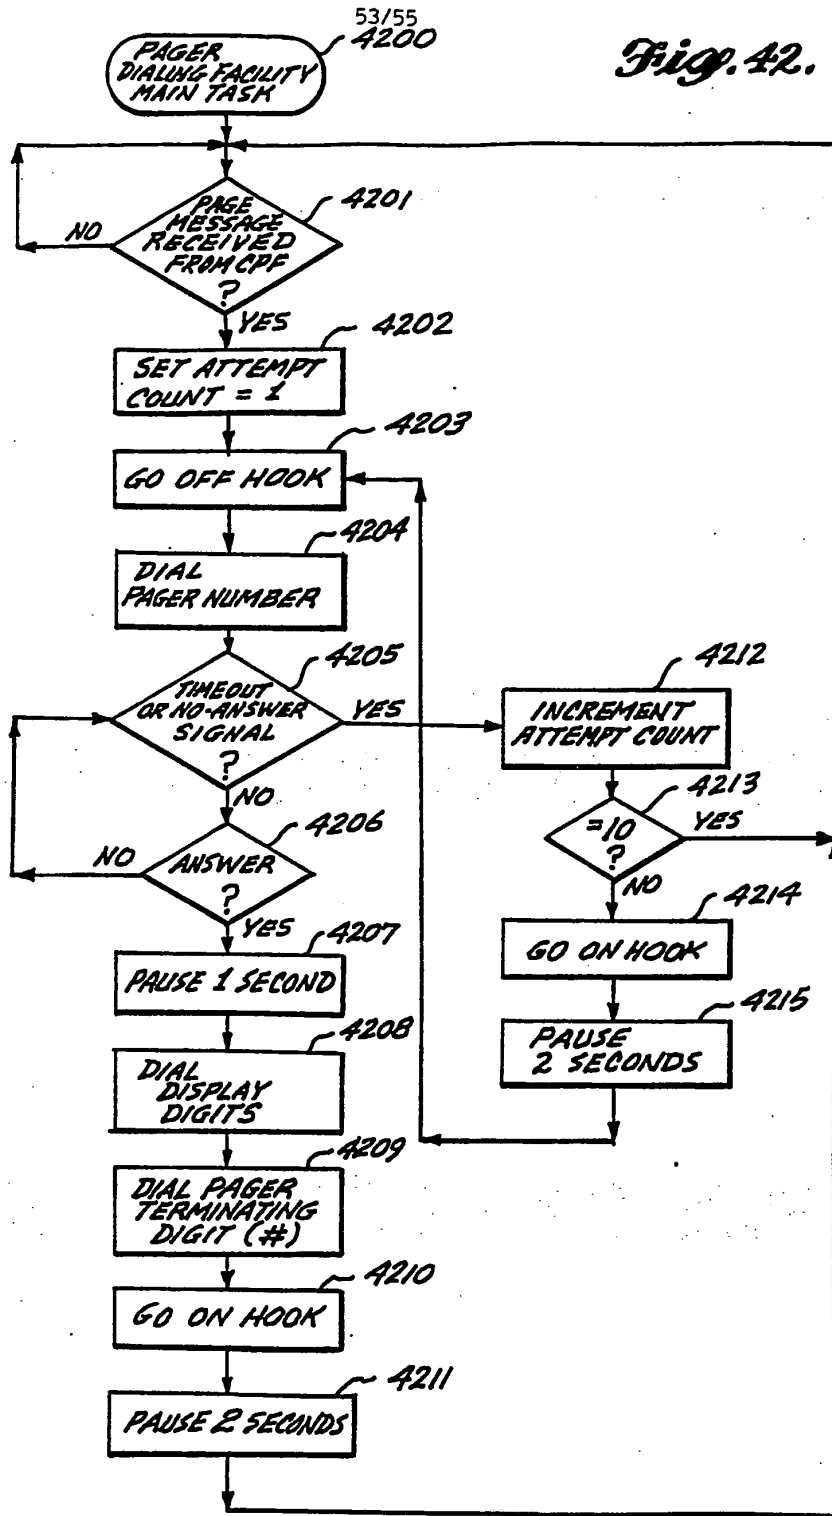 53/55
4200
Fig. 42.
PAGER
DIALING FACILITY
MAIN TASK
4201
PAGE
MESSAGE
RECEIVED
FROM CPF
?
NO
YES
4202
SET ATTEMPT
COUNT = 1
4203
GO OFF HOOK
4204
DIAL
PAGER NUMBER
4205
TIMEOUT
OR NO-ANSWER
SIGNAL
?
YES
NO
4206
ANSWER
?
NO
YES
4207
PAUSE 1 SECOND
4208
DIAL
DISPLAY
DIGITS
4209
DIAL PAGER
TERMINATING
DIGIT (#)
4210
GO ON HOOK
4211
PAUSE 2 SECONDS
4212
INCREMENT
ATTEMPT COUNT
4213
=10
?
YES
NO
4214
GO ON HOOK
4215
PAUSE
2 SECONDS